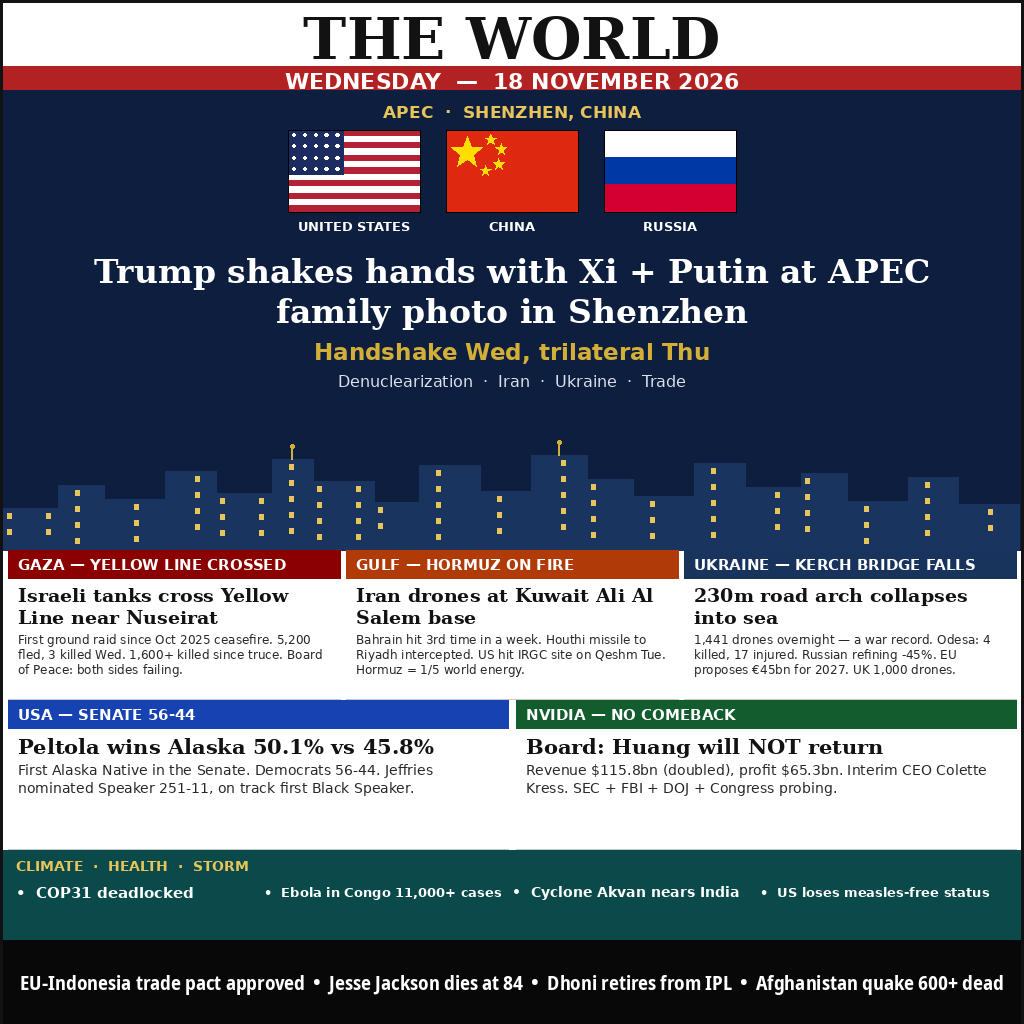 THE WORLD
WEDNESDAY — 18 NOVEMBER 2026
APEC · SHENZHEN, CHINA
UNITED STATES
CHINA
RUSSIA
Trump shakes hands with Xi + Putin at APEC
family photo in Shenzhen
Handshake Wed, trilateral Thu
Denuclearization · Iran · Ukraine · Trade
GAZA — YELLOW LINE CROSSED
Israeli tanks cross Yellow
Line near Nuseirat
First ground raid since Oct 2025 ceasefire. 5,200
fled, 3 killed Wed. 1,600+ killed since truce. Board
of Peace: both sides failing.
GULF — HORMUZ ON FIRE
Iran drones at Kuwait Ali Al
Salem base
Bahrain hit 3rd time in a week. Houthi missile to
Riyadh intercepted. US hit IRGC site on Qeshm Tue.
Hormuz = 1/5 world energy.
UKRAINE — KERCH BRIDGE FALLS
230m road arch collapses
into sea
1,441 drones overnight — a war record. Odesa: 4
killed, 17 injured. Russian refining -45%. EU
proposes €45bn for 2027. UK 1,000 drones.
USA — SENATE 56-44
Peltola wins Alaska 50.1% vs 45.8%
First Alaska Native in the Senate. Democrats 56-44. Jeffries
nominated Speaker 251-11, on track first Black Speaker.
NVIDIA — NO COMEBACK
Board: Huang will NOT return
Revenue $115.8bn (doubled), profit $65.3bn. Interim CEO Colette
Kress. SEC + FBI + DOJ + Congress probing.
CLIMATE · HEALTH · STORM
• COP31 deadlocked
• Ebola in Congo 11,000+ cases
• Cyclone Akvan nears India
• US loses measles-free status
EU-Indonesia trade pact approved • Jesse Jackson dies at 84 • Dhoni retires from IPL • Afghanistan quake 600+ dead